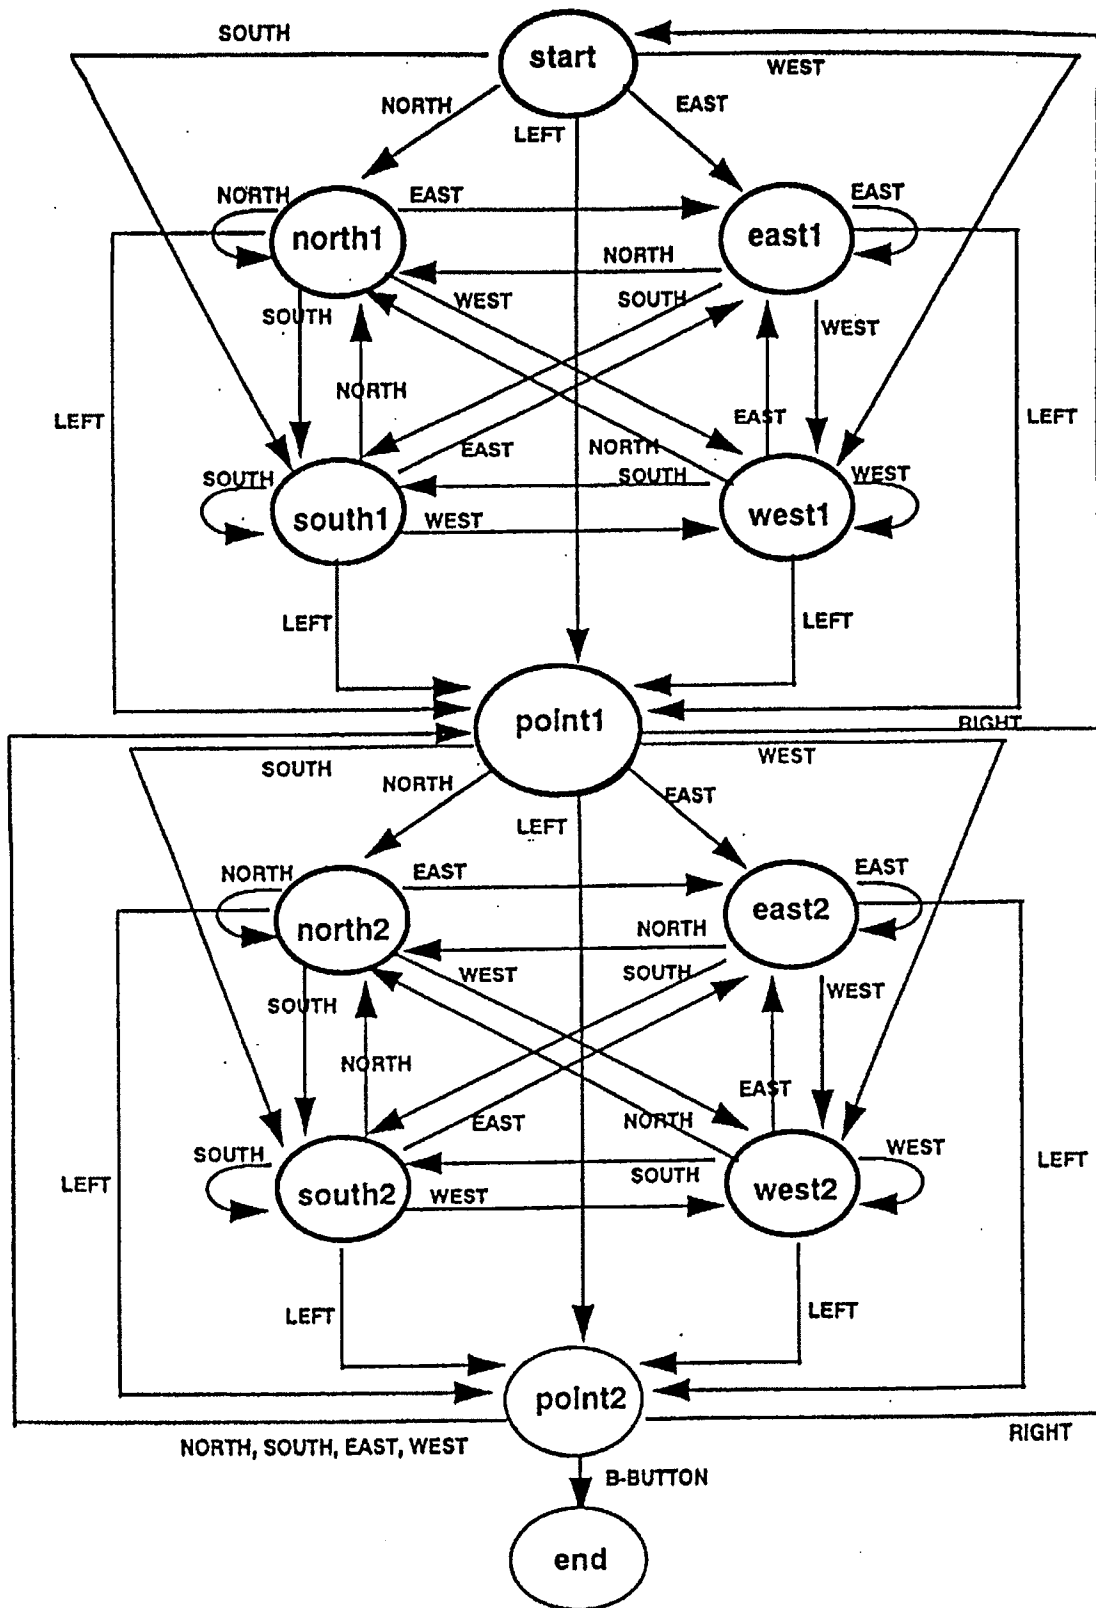 SOUTH
start
WEST
NORTH
EAST
LEFT
NORTH
EAST
EAST
north1
east1
NORTH
WEST
SOUTH
SOUTH
WEST
NORTH
LEFT
EAST
LEFT
EAST
NORTH
SOUTH
SOUTH
WEST
south1
WEST
west1
LEFT
LEFT
point1
RIGHT
SOUTH
WEST
NORTH
EAST
LEFT
NORTH
EAST
EAST
north2
east2
NORTH
WEST
SOUTH
SOUTH
WEST
NORTH
EAST
EAST
NORTH
SOUTH
WEST
LEFT
SOUTH
LEFT
south2
WEST
west2
LEFT
LEFT
point2
NORTH, SOUTH, EAST, WEST
RIGHT
B-BUTTON
end